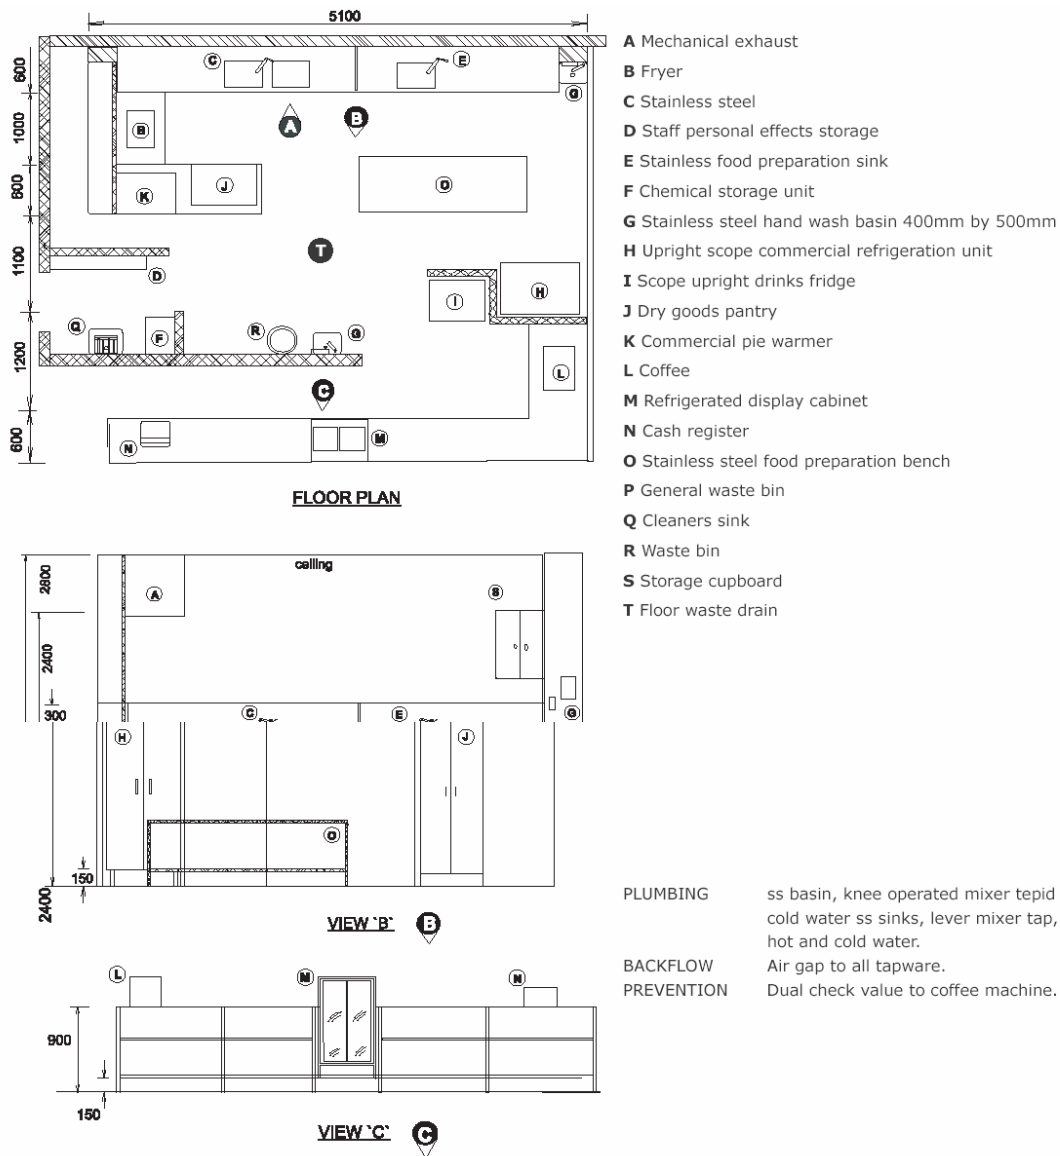 5100
A Mechanical exhaust
B Fryer
C Stainless steel
D Staff personal effects storage
E Stainless food preparation sink
F Chemical storage unit
G Stainless steel hand wash basin 400mm by 500mm
H Upright scope commercial refrigeration unit
I Scope upright drinks fridge
J Dry goods pantry
K Commercial pie warmer
L Coffee
M Refrigerated display cabinet
N Cash register
O Stainless steel food preparation bench
P General waste bin
Q Cleaners sink
R Waste bin
S Storage cupboard
T Floor waste drain
600
1000
600
1100
1200
600
C
E
G
A
B
B
K
J
O
T
D
I
H
Q
F
R
G
L
C
N
M
FLOOR PLAN
ceiling
2800
2400
300
150
2400
A
S
C
E
G
H
J
O
VIEW `B` B
PLUMBING ss basin, knee operated mixer tepid
cold water ss sinks, lever mixer tap,
hot and cold water.
BACKFLOW Air gap to all tapware.
PREVENTION Dual check value to coffee machine.
L
M
N
900
150
VIEW `C` C